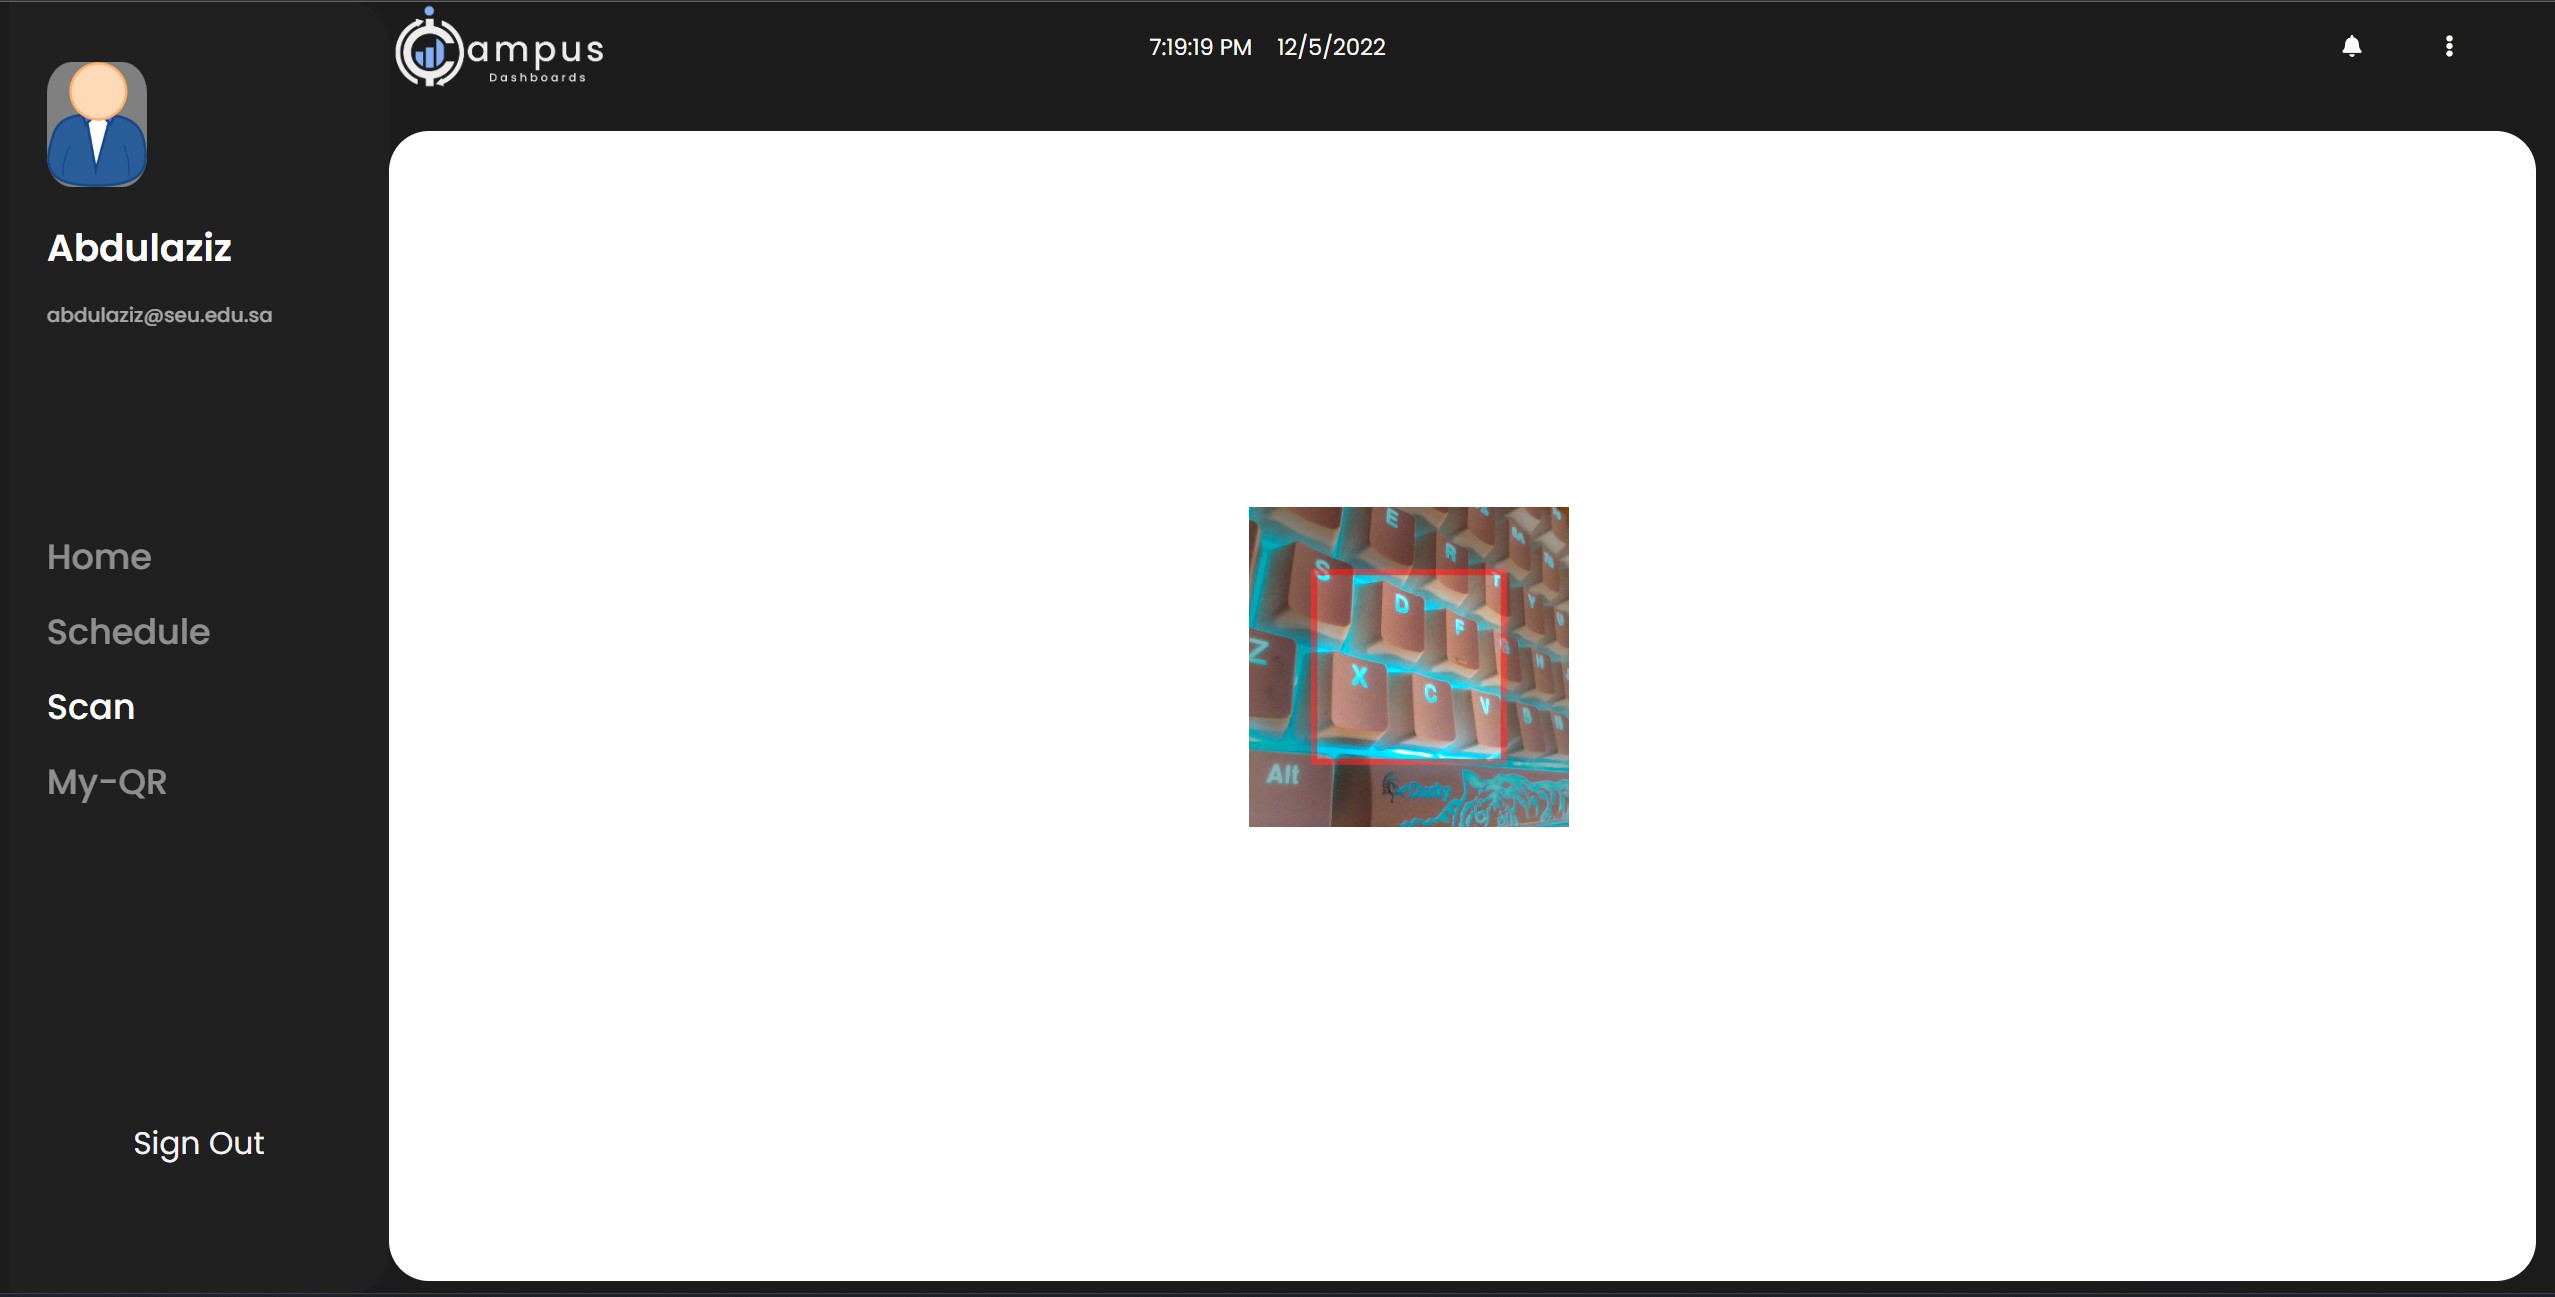 Campus
Dashboards
7:19:19 PM 12/5/2022
Abdulaziz
abdulaziz@seu.edu.sa
Home
Schedule
Scan
My-QR
Sign Out
E
R
S
T
D
Y
F
Z
X
C
V
Alt
Ducky